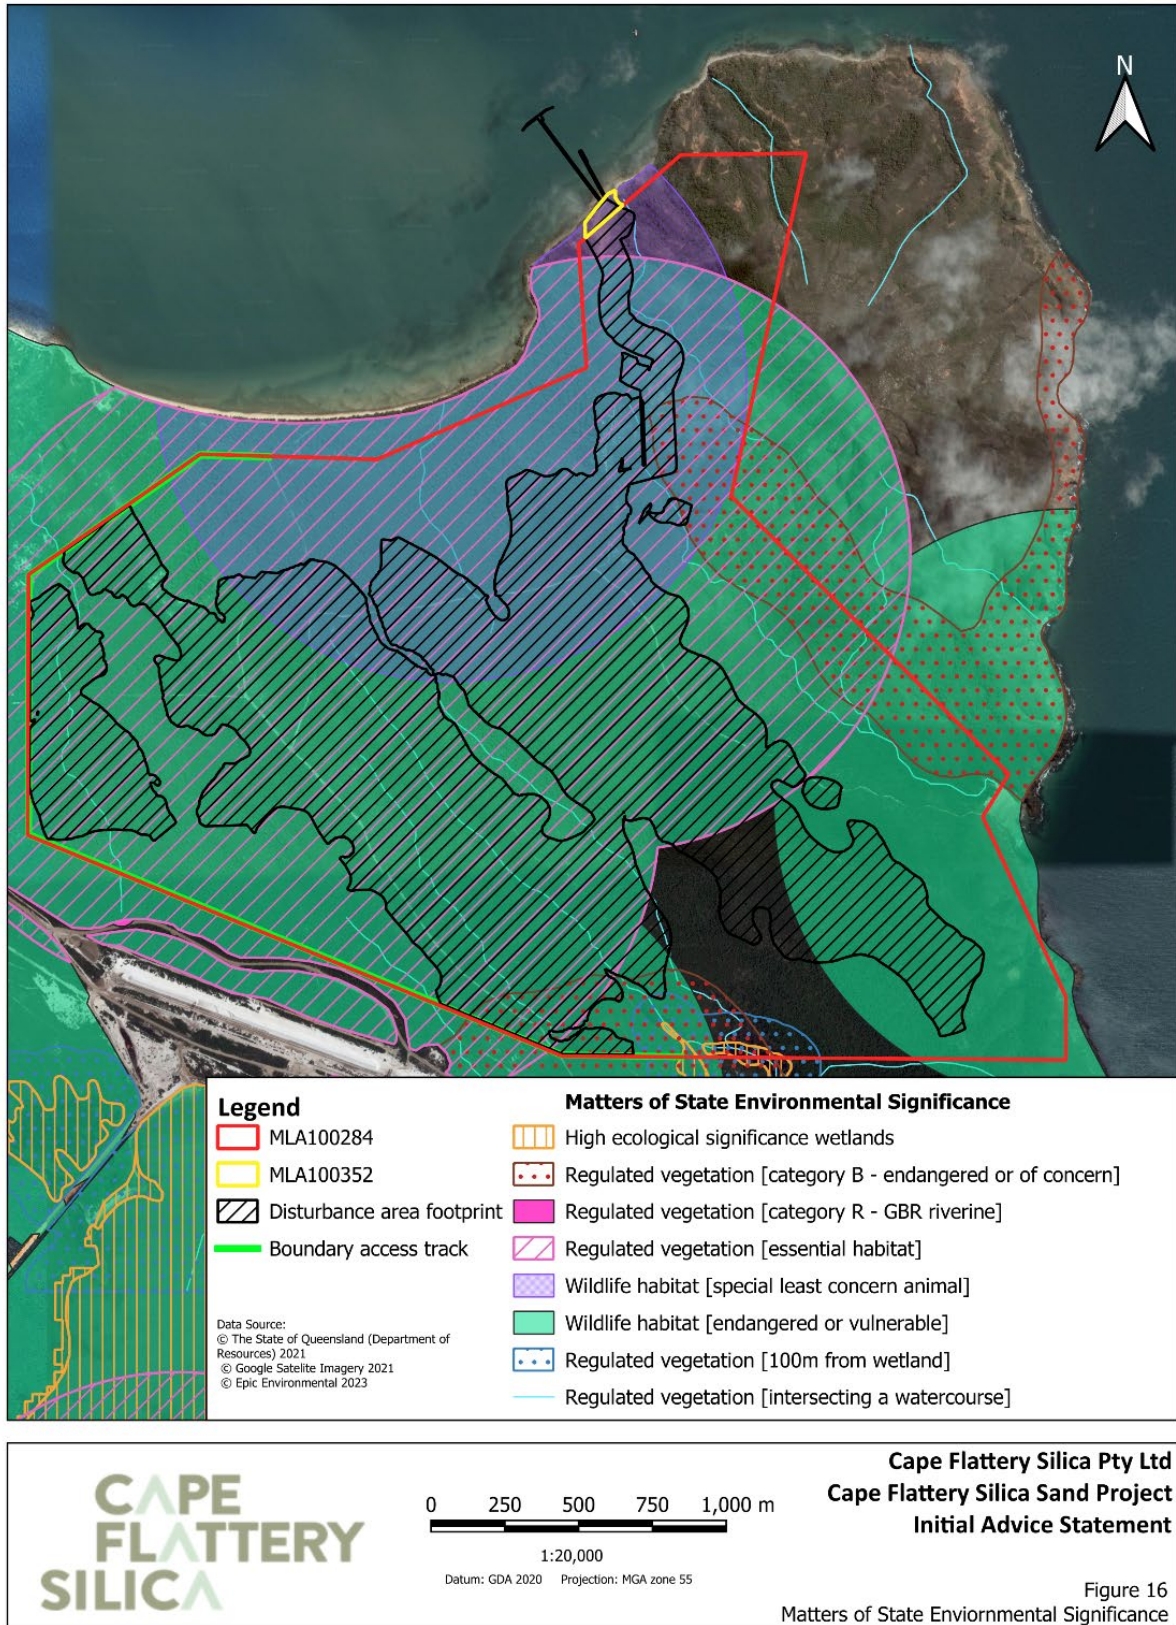 N
Legend
MLA100284
MLA100352
Disturbance area footprint
Boundary access track
Data Source:
© The State of Queensland (Department of
Resources) 2021
© Google Satelite Imagery 2021
© Epic Environmental 2023
Matters of State Environmental Significance
High ecological significance wetlands
Regulated vegetation [category B - endangered or of concern]
Regulated vegetation [category R - GBR riverine]
Regulated vegetation [essential habitat]
Wildlife habitat [special least concern animal]
Wildlife habitat [endangered or vulnerable]
Regulated vegetation [100m from wetland]
Regulated vegetation [intersecting a watercourse]
CAPE
FLATTERY
SILICA
0 250 500 750 1,000 m
1:20,000
Datum: GDA 2020 Projection: MGA zone 55
Cape Flattery Silica Pty Ltd
Cape Flattery Silica Sand Project
Initial Advice Statement
Figure 16
Matters of State Enviornmental Significance